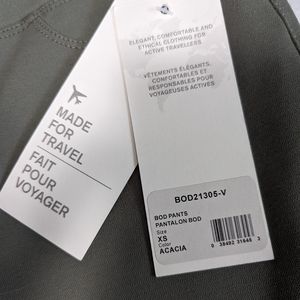 MADE
FOR
TRAVEL
FAIT
POUR
VOYAGER
ELEGANT, COMFORTABLE AND
ETHICAL CLOTHING FOR
ACTIVE TRAVELLERS
VÊTEMENTS ÉLÉGANTS,
CONFORTABLES ET
RESPONSABLES POUR
VOYAGEUSES ACTIVES
BOD21305-V
BOD PANTS
PANTALON BOD
Size
XS
Color
ACACIA